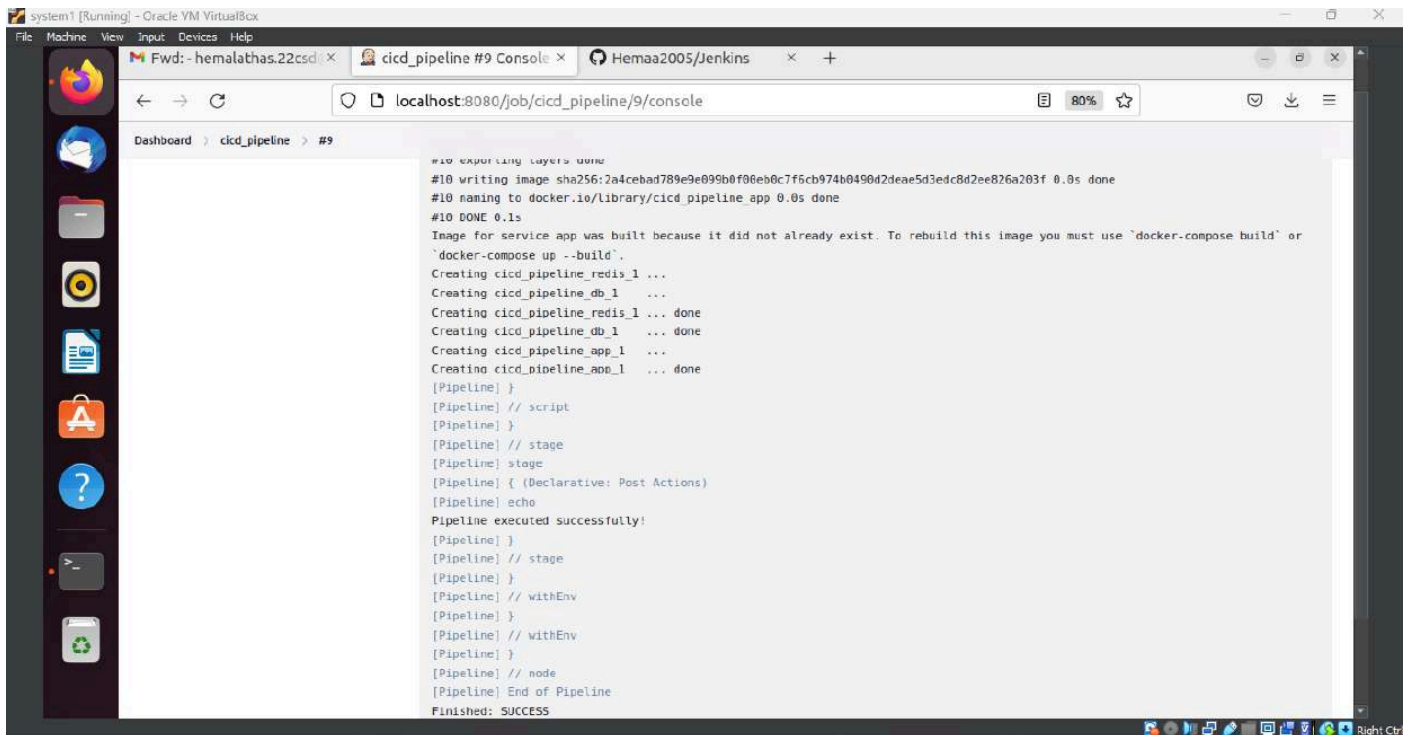 system1 [Running] - Oracle VM VirtualBox
File Machine View Input Devices Help
Fwd: - hemalathas.22csd
cicd_pipeline #9 Console
Hemaa2005/Jenkins
localhost:8080/job/cicd_pipeline/9/console
80%
Dashboard > cicd_pipeline > #9
#10 exporting layers done
#10 writing image sha256:2a4cebad789e9e099b0f00eb0c7f6cb974b0490d2deae5d3edc8d2ee826a203f 0.0s done
#10 naming to docker.io/library/cicd_pipeline_app 0.0s done
#10 DONE 0.1s
Image for service app was built because it did not already exist. To rebuild this image you must use `docker-compose build` or
`docker-compose up --build`.
Creating cicd_pipeline_redis_1 ...
Creating cicd_pipeline_db_1 ...
Creating cicd_pipeline_redis_1 ... done
Creating cicd_pipeline_db_1 ... done
Creating cicd_pipeline_app_1 ...
Creating cicd_pipeline_app_1 ... done
[Pipeline] }
[Pipeline] // script
[Pipeline] }
[Pipeline] // stage
[Pipeline] stage
[Pipeline] { (Declarative: Post Actions)
[Pipeline] echo
Pipeline executed successfully!
[Pipeline] }
[Pipeline] // stage
[Pipeline] }
[Pipeline] // withEnv
[Pipeline] }
[Pipeline] // withEnv
[Pipeline] }
[Pipeline] // node
[Pipeline] End of Pipeline
Finished: SUCCESS
Right Ctrl